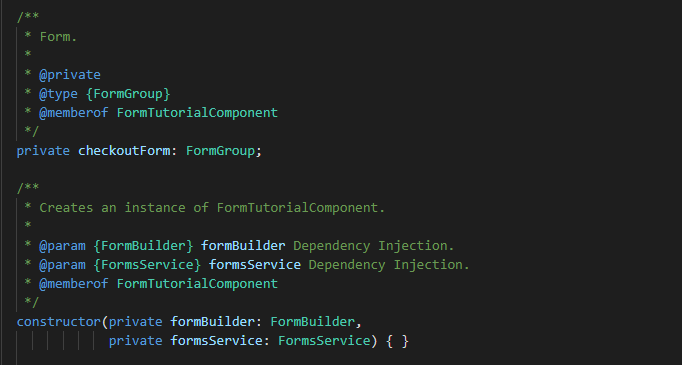 /**
 * Form.
 *
 * @private
 * @type {FormGroup}
 * @memberof FormTutorialComponent
 */
private checkoutForm: FormGroup;

/**
 * Creates an instance of FormTutorialComponent.
 *
 * @param {FormBuilder} formBuilder Dependency Injection.
 * @param {FormsService} formsService Dependency Injection.
 * @memberof FormTutorialComponent
 */
constructor(private formBuilder: FormBuilder,
            private formsService: FormsService) { }